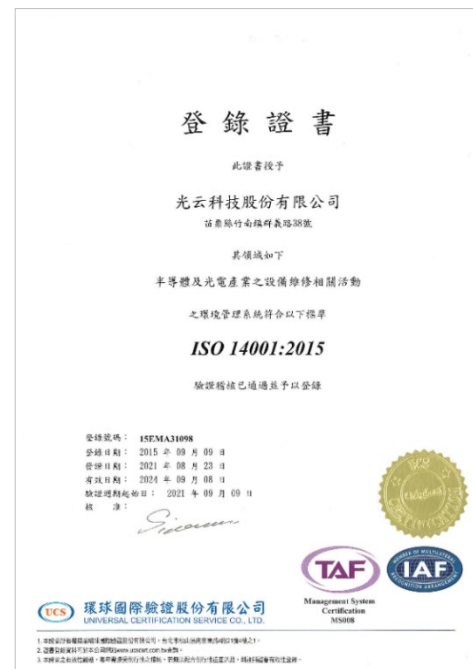 登錄證書
此證書授予
光云科技股份有限公司
苗栗縣竹南鎮群義路38號
其領域如下
半導體及光電產業之設備維修相關活動
之環境管理系統符合以下標準
ISO 14001:2015
驗證稽核已通過並予以登錄
登錄號碼： 15EMA31098
登錄日期： 2015 年 09 月 09 日
發證日期： 2021 年 08 月 23 日
有效日期： 2024 年 09 月 08 日
驗證週期起始日： 2021 年 09 月 09 日
核 准：
UCS
TAF
MEMBER OF MULTILATERAL
RECOGNITION ARRANGEMENT
IAF
Management System
Certification
MS008
UCS 環球國際驗證股份有限公司
UNIVERSAL CERTIFICATION SERVICE CO., LTD.